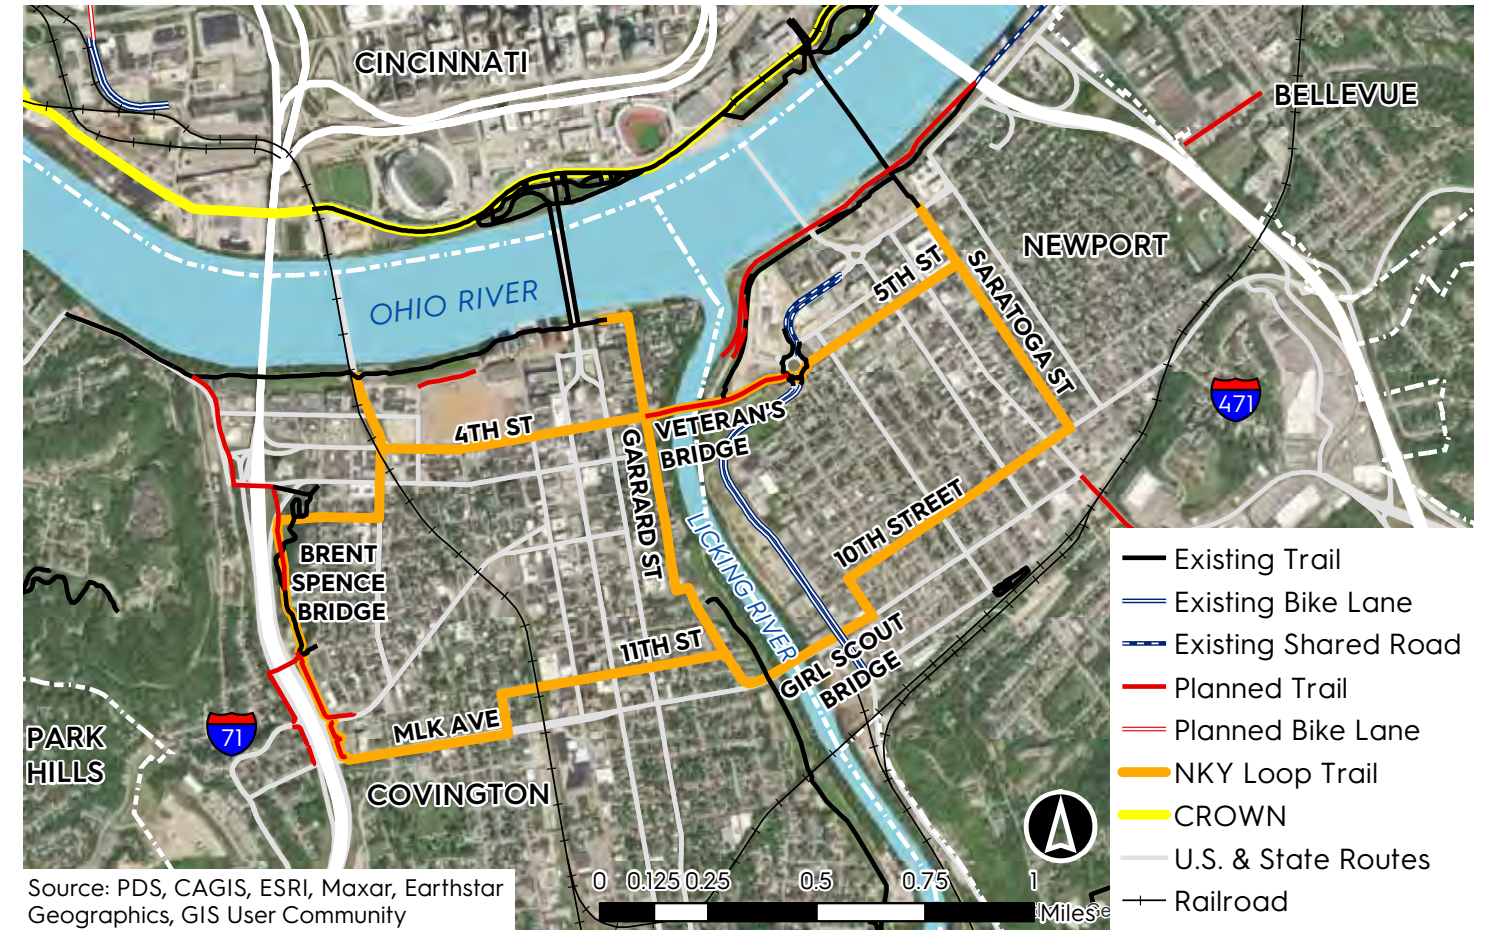 CINCINNATI
BELLEVUE
NEWPORT
OHIO RIVER
5TH ST
SARATOGA ST
471
4TH ST
VETERAN'S
BRIDGE
GARRARD ST
LICKING RIVER
10TH STREET
BRENT
SPENCE
BRIDGE
11TH ST
GIRL SCOUT
BRIDGE
MLK AVE
71
PARK
HILLS
COVINGTON
Existing Trail
Existing Bike Lane
Existing Shared Road
Planned Trail
Planned Bike Lane
NKY Loop Trail
CROWN
U.S. & State Routes
Railroad
0 0.125 0.25 0.5 0.75 1
Miles
Source: PDS, CAGIS, ESRI, Maxar, Earthstar
Geographics, GIS User Community